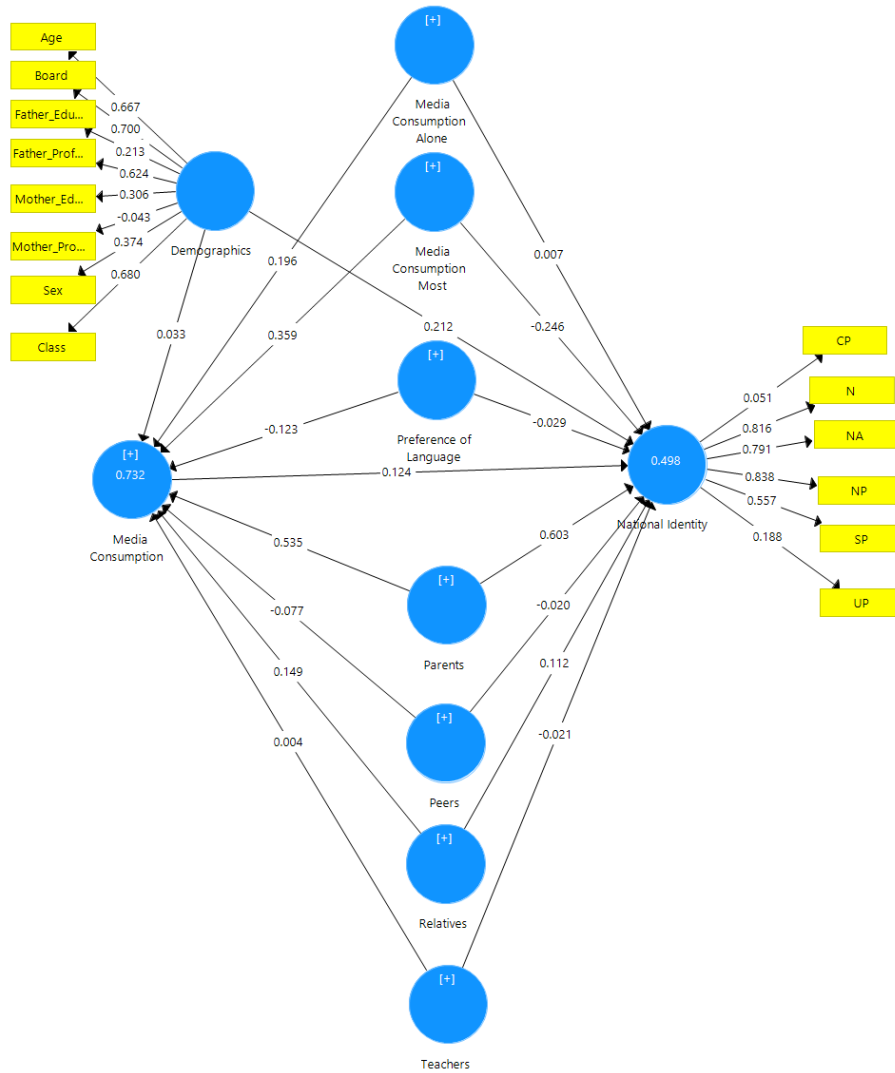 [+]
Age
Board
Father_Edu...
Father_Prof...
Mother_Ed...
Mother_Pro...
Sex
Class
0.667
0.700
0.213
0.624
0.306
-0.043
0.374
0.680
Demographics
Media
Consumption
Alone
[+]
Media
Consumption
Most
0.196
0.007
0.359
0.212
-0.246
0.033
[+]
Preference of
Language
-0.123
-0.029
[+]
0.732
Media
Consumption
0.124
0.498
National Identity
CP
N
NA
NP
SP
UP
0.051
0.816
0.791
0.838
0.557
0.188
0.535
0.603
[+]
Parents
-0.077
-0.020
0.149
0.112
0.004
-0.021
[+]
Peers
[+]
Relatives
[+]
Teachers